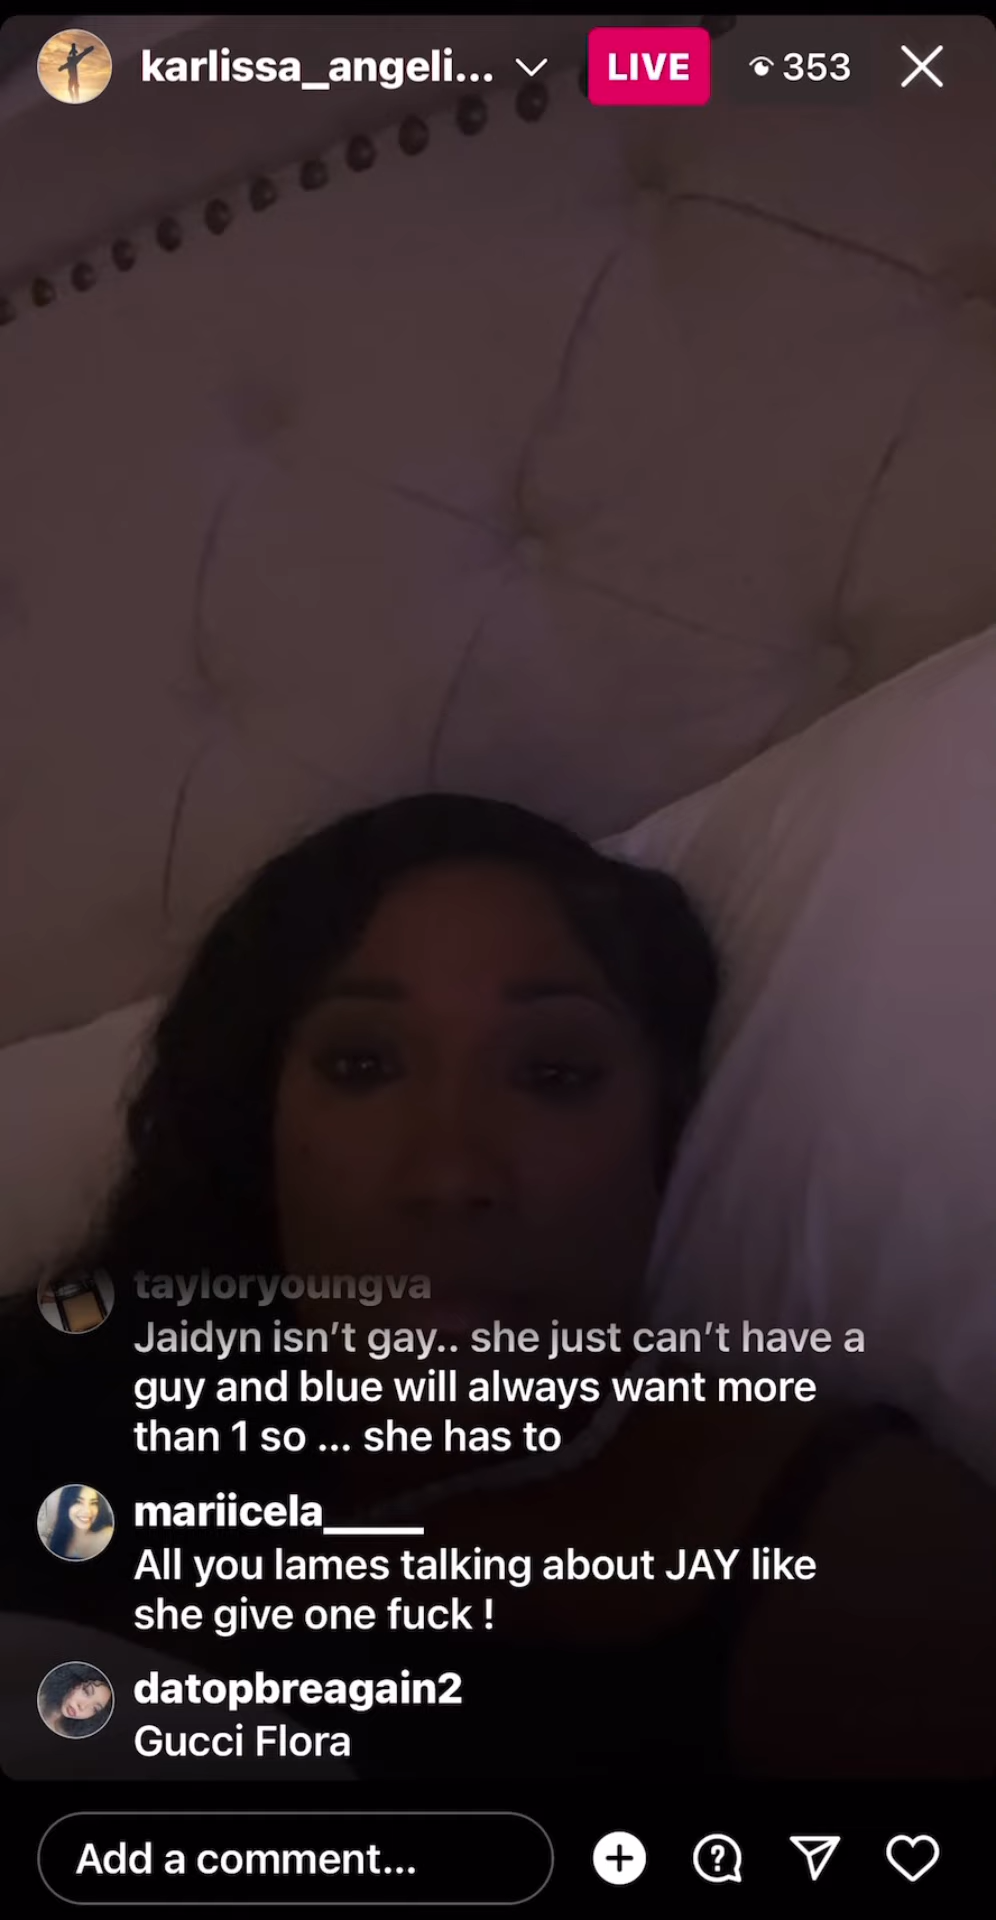 karlissa_angeli...
LIVE
353
tayloryoungva
Jaidyn isn’t gay.. she just can’t have a
guy and blue will always want more
than 1 so ... she has to
mariicela____
All you lames talking about JAY like
she give one fuck !
datopbreagain2
Gucci Flora
Add a comment...